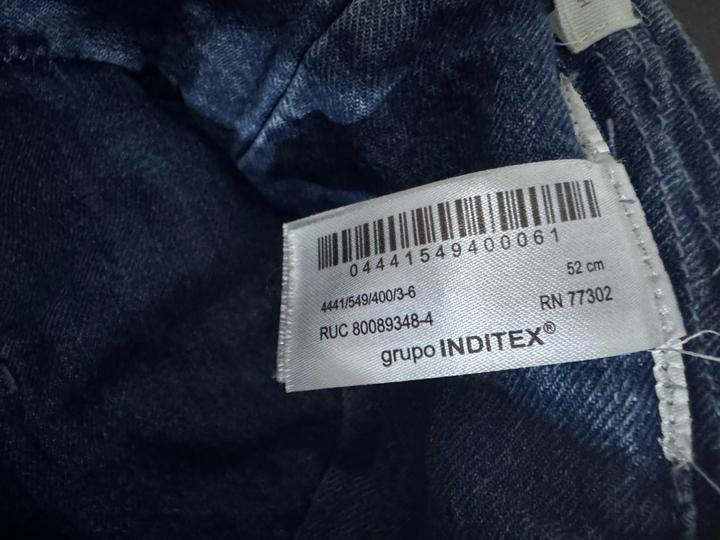 04441549400061
52 cm
4441/549/400/3-6
RN 77302
RUC 80089348-4
grupo INDITEX®